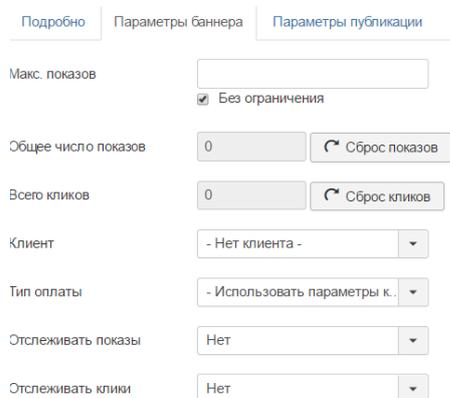 Подробно Параметры баннера Параметры публикации
Макс. показов
Без ограничения
Общее число показов 0 Сброс показов
Всего кликов 0 Сброс кликов
Клиент - Нет клиента -
Тип оплаты - Использовать параметры к..
Отслеживать показы Нет
Отслеживать клики Нет